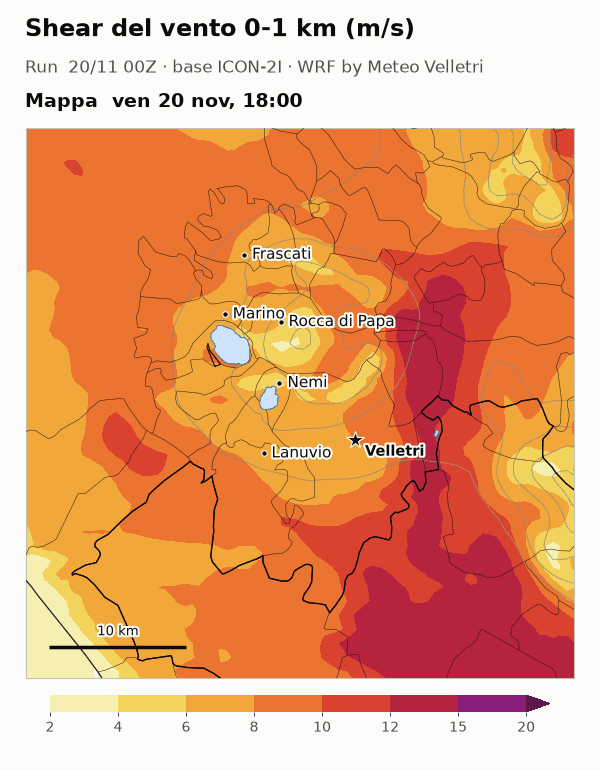 Shear del vento 0-1 km (m/s)
Run  20/11 00Z · base ICON-2I · WRF by Meteo Velletri
Mappa  ven 20 nov, 18:00
Frascati
Marino
Rocca di Papa
Nemi
Velletri
Lanuvio
10 km
2 4 6 8 10 12 15 20